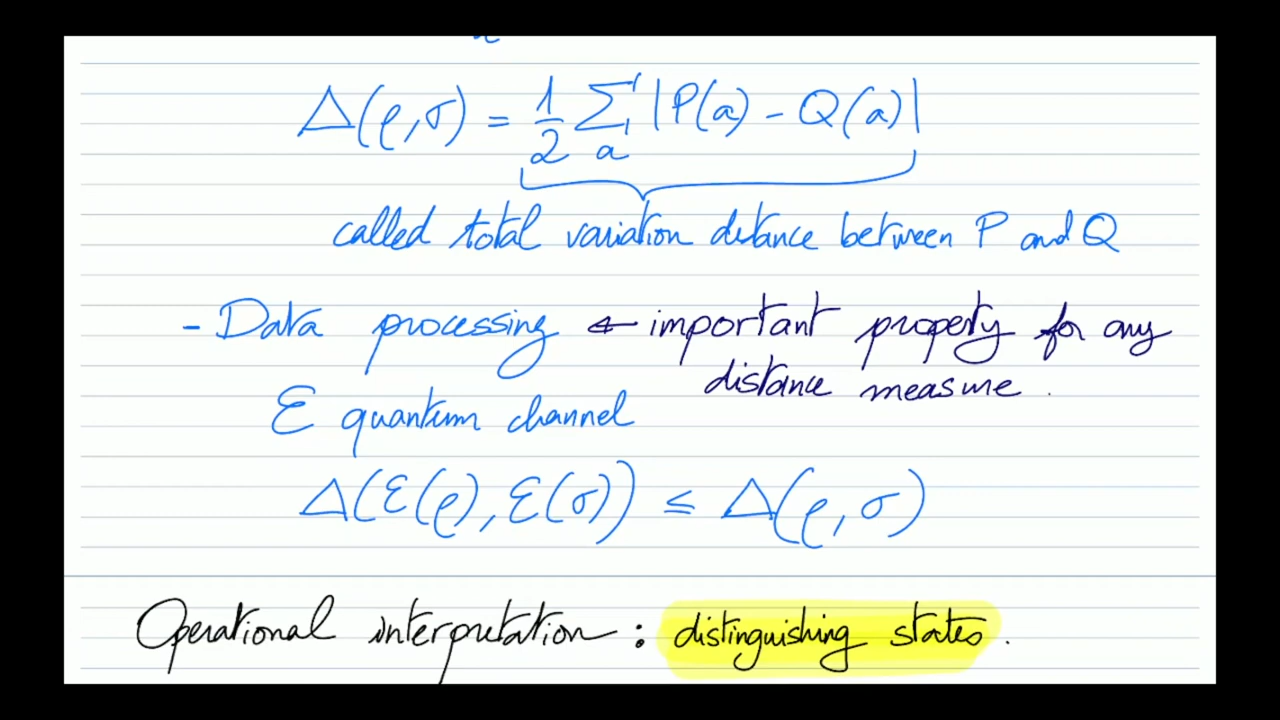 Δ(ρ,σ) = 1/2 ∑_a |P(a) - Q(a)|
called total variation distance between P and Q
- Data processing ← important property for any
distance measure.
ℰ quantum channel
Δ(ℰ(ρ), ℰ(σ)) ≤ Δ(ρ, σ)
Operational interpretation : distinguishing states.